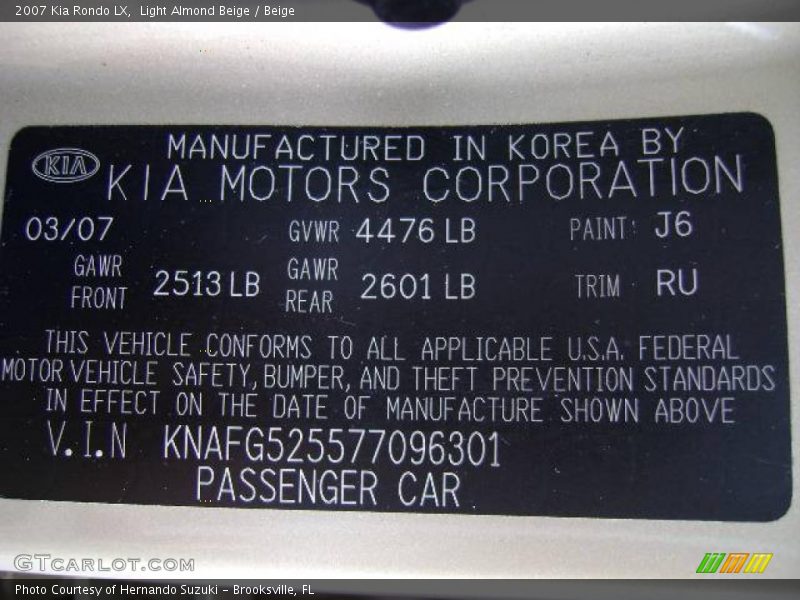 2007 Kia Rondo LX, Light Almond Beige / Beige
MANUFACTURED IN KOREA BY
KIA KIA MOTORS CORPORATION
03/07 GVWR 4476 LB PAINT: J6
GAWR FRONT 2513 LB GAWR REAR 2601 LB TRIM RU
THIS VEHICLE CONFORMS TO ALL APPLICABLE U.S.A. FEDERAL
MOTOR VEHICLE SAFETY, BUMPER, AND THEFT PREVENTION STANDARDS
IN EFFECT ON THE DATE OF MANUFACTURE SHOWN ABOVE
V.I.N KNAFG525577096301
PASSENGER CAR
GTCARLOT.COM
Photo Courtesy of Hernando Suzuki - Brooksville, FL